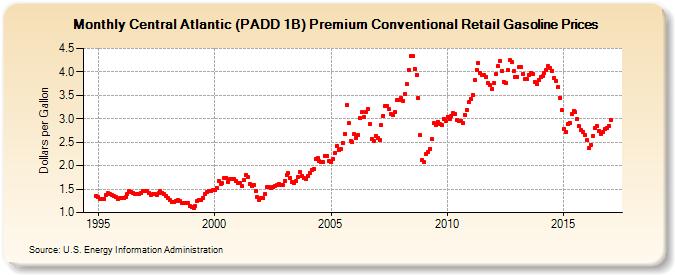 Monthly Central Atlantic (PADD 1B) Premium Conventional Retail Gasoline Prices
Dollars per Gallon
4.5
4.0
3.5
3.0
2.5
2.0
1.5
1.0
1995 2000 2005 2010 2015
Source: U.S. Energy Information Administration